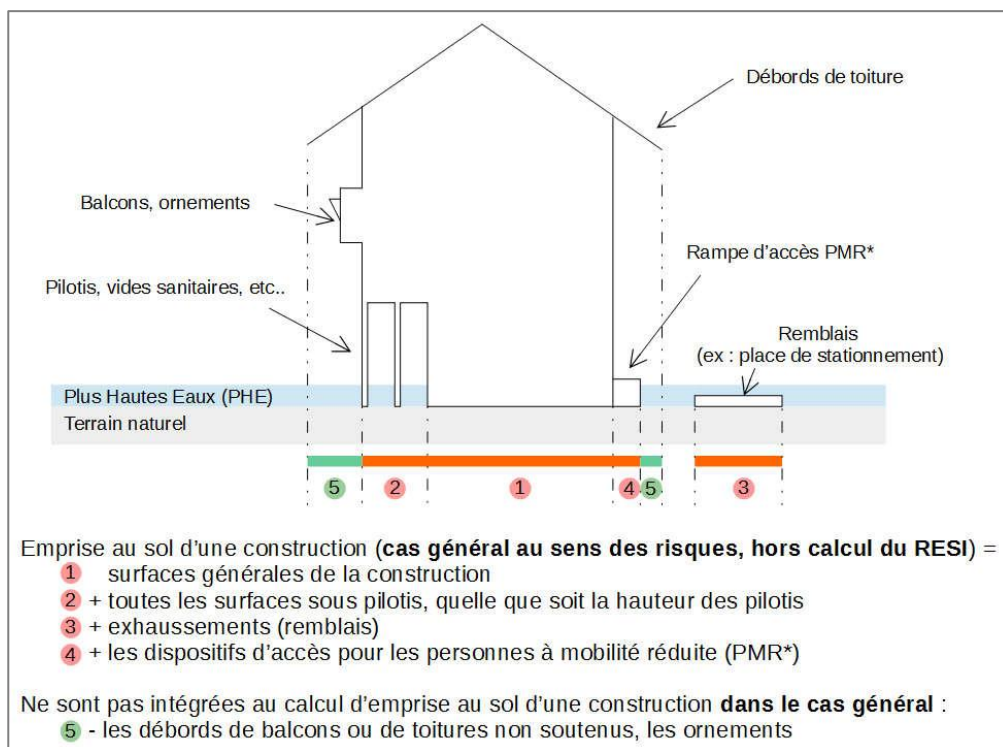 Débords de toiture
Balcons, ornements
Rampe d'accès PMR*
Pilotis, vides sanitaires, etc..
Remblais
(ex : place de stationnement)
Plus Hautes Eaux (PHE)
Terrain naturel
5 2 1 4 5 3
Emprise au sol d'une construction (cas général au sens des risques, hors calcul du RESI) =
1 surfaces générales de la construction
2 + toutes les surfaces sous pilotis, quelle que soit la hauteur des pilotis
3 + exhaussements (remblais)
4 + les dispositifs d'accès pour les personnes à mobilité réduite (PMR*)
Ne sont pas intégrées au calcul d'emprise au sol d'une construction dans le cas général :
5 - les débords de balcons ou de toitures non soutenus, les ornements